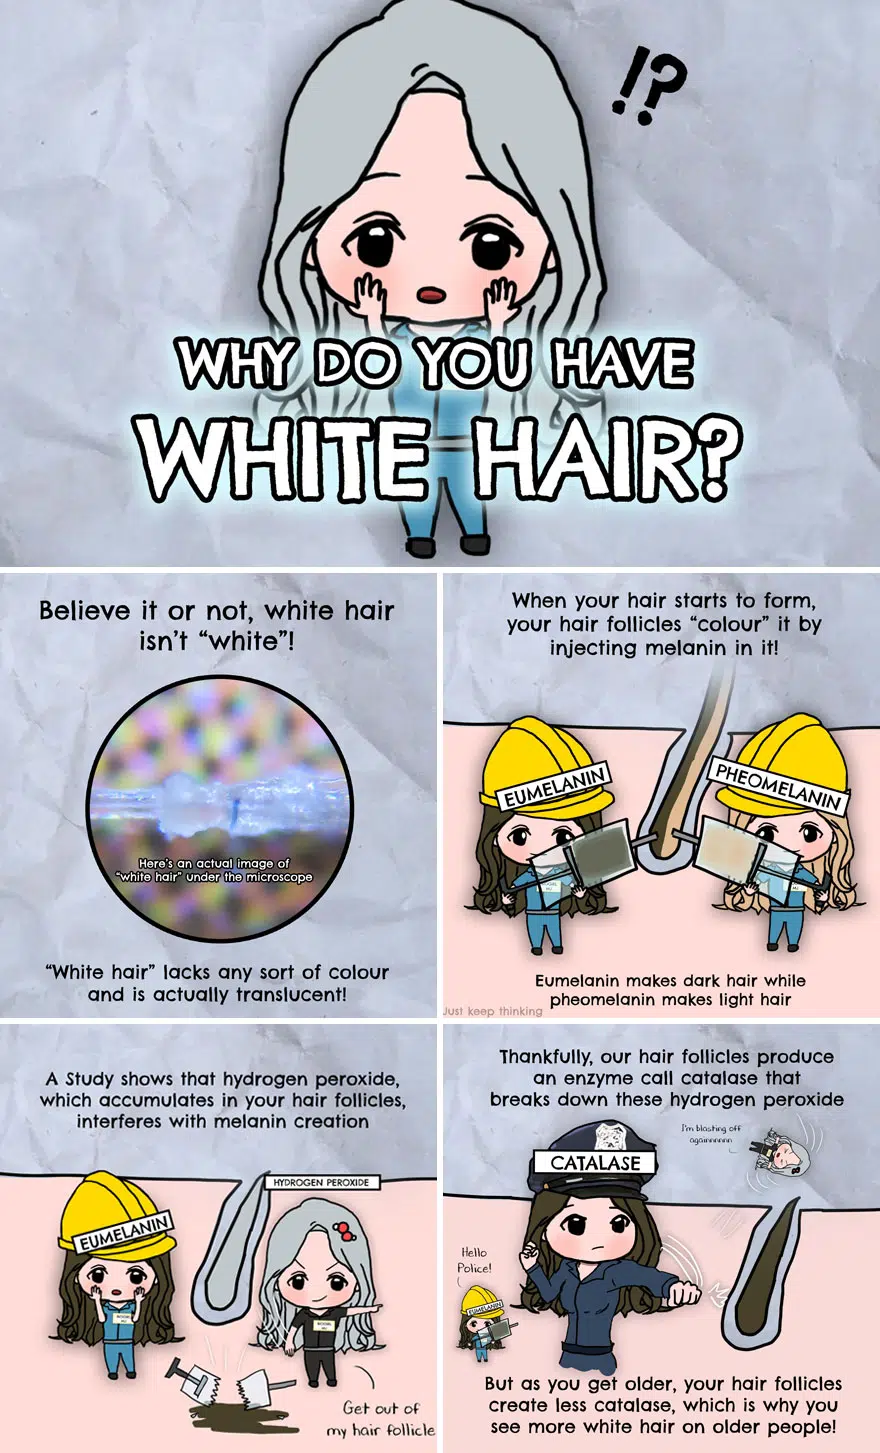 !?
WHY DO YOU HAVE
WHITE HAIR?
Believe it or not, white hair
isn't "white"!
Here's an actual image of
"white hair" under the microscope
"White hair" lacks any sort of colour
and is actually translucent!
When your hair starts to form,
your hair follicles "colour" it by
injecting melanin in it!
EUMELANIN
PHEOMELANIN
Eumelanin makes dark hair while
pheomelanin makes light hair
Just keep thinking
A Study shows that hydrogen peroxide,
which accumulates in your hair follicles,
interferes with melanin creation
HYDROGEN PEROXIDE
EUMELANIN
Get out of
my hair follicle
Thankfully, our hair follicles produce
an enzyme call catalase that
breaks down these hydrogen peroxide
I'm blasting off
againnnnnn
CATALASE
Hello
Police!
EUMELANIN
But as you get older, your hair follicles
create less catalase, which is why you
see more white hair on older people!